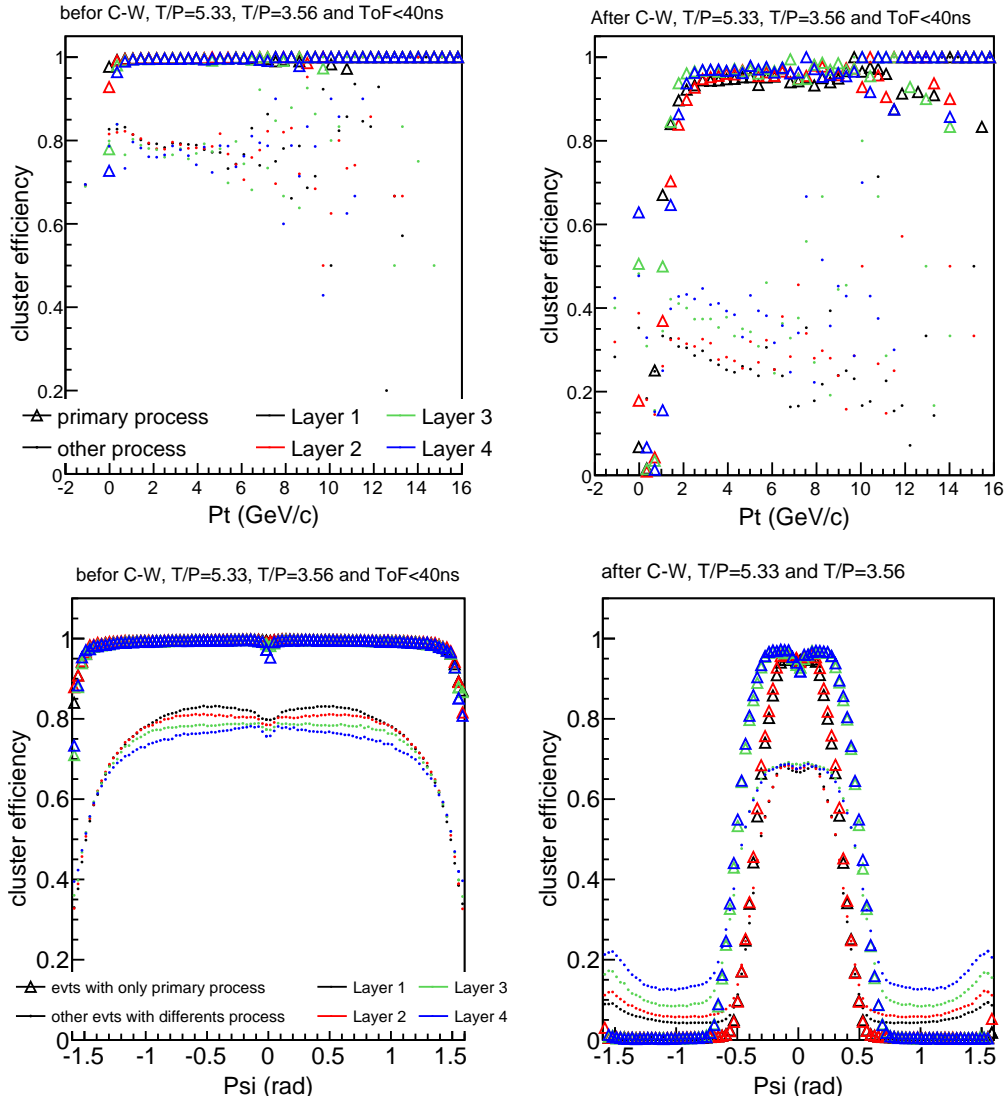 befor C-W, T/P=5.33, T/P=3.56 and ToF<40ns
cluster efficiency
1
0.8
0.6
0.4
0.2
0
primary process
other process
Layer 1
Layer 2
Layer 3
Layer 4
-2 0 2 4 6 8 10 12 14 16
Pt (GeV/c)
After C-W, T/P=5.33, T/P=3.56 and ToF<40ns
cluster efficiency
1
0.8
0.6
0.4
0.2
0
-2 0 2 4 6 8 10 12 14 16
Pt (GeV/c)
befor C-W, T/P=5.33, T/P=3.56 and ToF<40ns
cluster efficiency
1
0.8
0.6
0.4
0.2
0
evts with only primary process
other evts with differents process
Layer 1
Layer 2
Layer 3
Layer 4
-1.5 -1 -0.5 0 0.5 1 1.5
Psi (rad)
after C-W, T/P=5.33 and T/P=3.56
cluster efficiency
1
0.8
0.6
0.4
0.2
0
-1.5 -1 -0.5 0 0.5 1 1.5
Psi (rad)